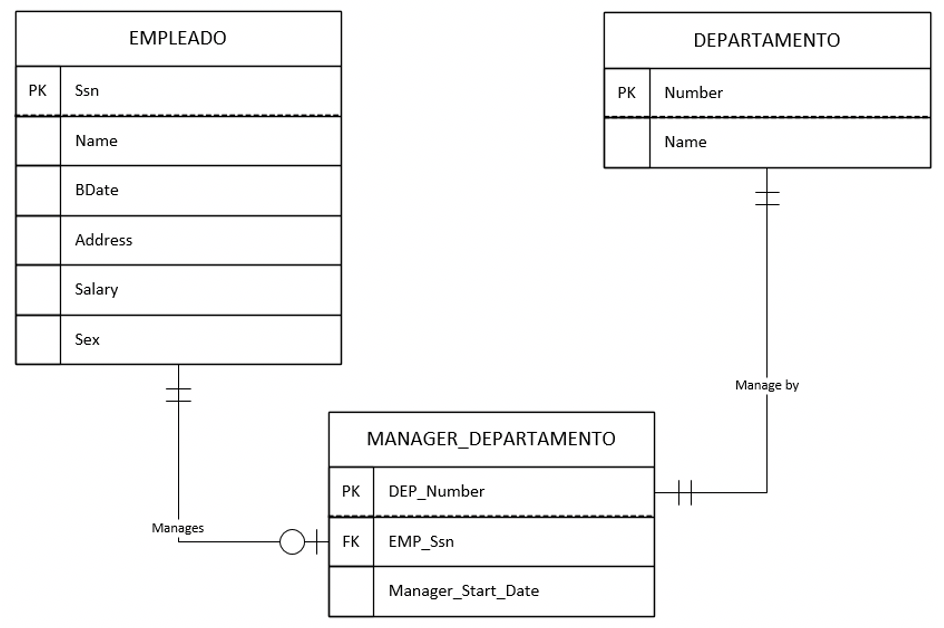 EMPLEADO
PK Ssn
Name
BDate
Address
Salary
Sex
DEPARTAMENTO
PK Number
Name
Manage by
Manages
MANAGER_DEPARTAMENTO
PK DEP_Number
FK EMP_Ssn
Manager_Start_Date